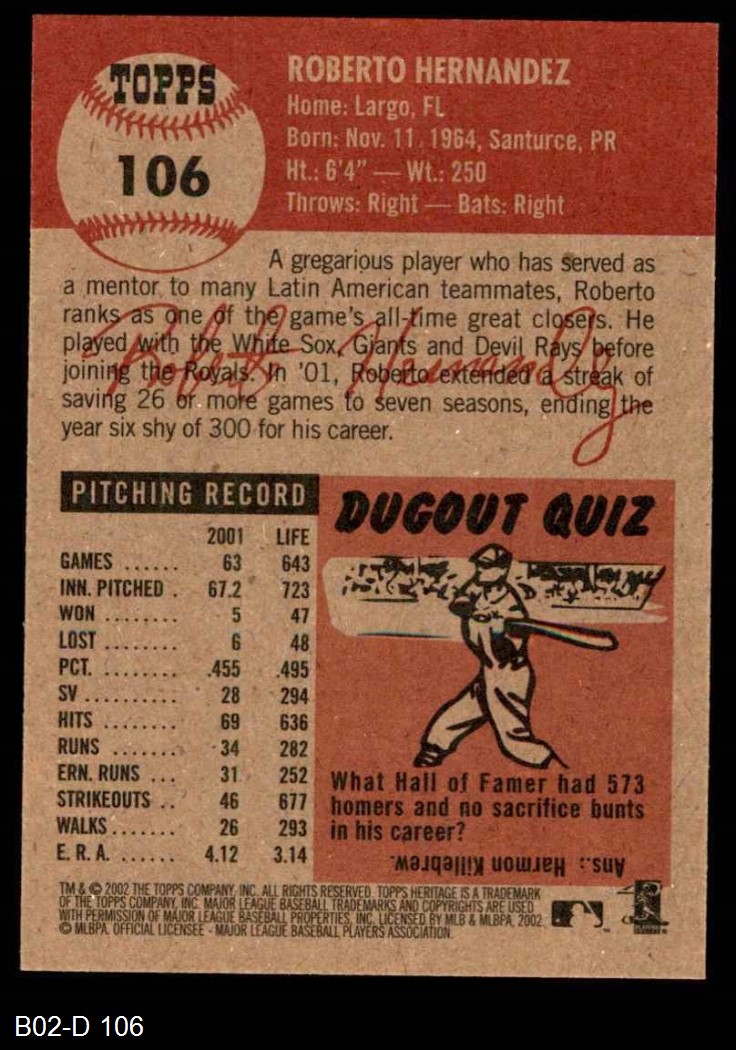 TOPPS
106
ROBERTO HERNANDEZ
Home: Largo, FL
Born: Nov. 11, 1964, Santurce, PR
Ht.: 6'4" — Wt.: 250
Throws: Right — Bats: Right
A gregarious player who has served as
a mentor to many Latin American teammates, Roberto
ranks as one of the game's all-time great closers. He
played with the White Sox, Giants and Devil Rays before
joining the Royals. In '01, Roberto extended a streak of
saving 26 or more games to seven seasons, ending the
year six shy of 300 for his career.
Roberto Hernandez
PITCHING RECORD
2001 LIFE
GAMES ...... 63 643
INN. PITCHED . 67.2 723
WON ........ 5 47
LOST ........ 6 48
PCT. ........ .455 .495
SV .......... 28 294
HITS ........ 69 636
RUNS ....... 34 282
ERN. RUNS ... 31 252
STRIKEOUTS .. 46 677
WALKS ....... 26 293
E. R. A. ...... 4.12 3.14
DUGOUT QUIZ
What Hall of Famer had 573
homers and no sacrifice bunts
in his career?
Ans.: Harmon Killebrew.
TM & © 2002 THE TOPPS COMPANY, INC. ALL RIGHTS RESERVED. TOPPS HERITAGE IS A TRADEMARK
OF THE TOPPS COMPANY, INC. MAJOR LEAGUE BASEBALL TRADEMARKS AND COPYRIGHTS ARE USED
WITH PERMISSION OF MAJOR LEAGUE BASEBALL PROPERTIES, INC. LICENSED BY MLB & MLBPA, 2002.
© MLBPA. OFFICIAL LICENSEE - MAJOR LEAGUE BASEBALL PLAYERS ASSOCIATION.
B02-D 106